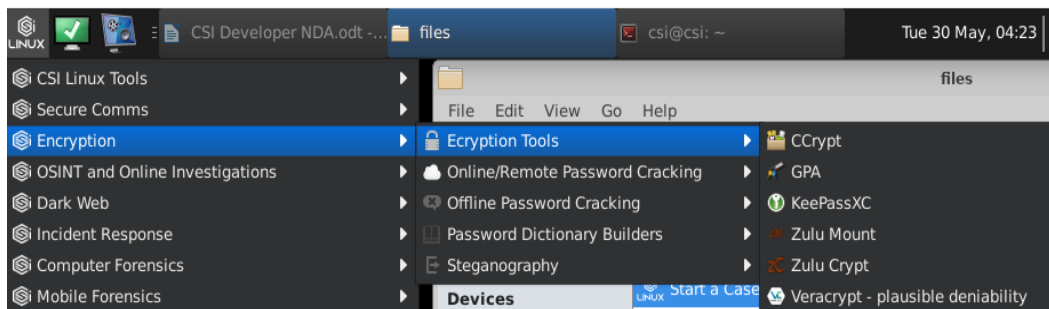 Si
LINUX
CSI Developer NDA.odt -...
files
csi@csi: ~
Tue 30 May, 04:23
CSI Linux Tools
files
Secure Comms
File Edit View Go Help
Encryption
Ecryption Tools
CCrypt
OSINT and Online Investigations
Online/Remote Password Cracking
GPA
Dark Web
Offline Password Cracking
KeePassXC
Incident Response
Password Dictionary Builders
Zulu Mount
Computer Forensics
Steganography
Zulu Crypt
Mobile Forensics
Devices
LINUX
Start a Case
Veracrypt - plausible deniability